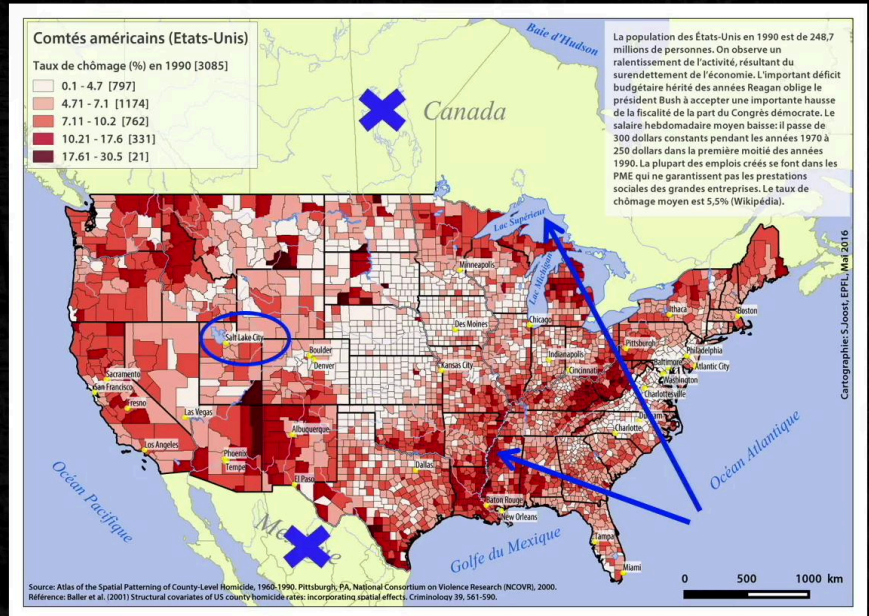 Comtés américains (Etats-Unis)
Taux de chômage (%) en 1990 [3085]
0.1 - 4.7 [797]
4.71 - 7.1 [1174]
7.11 - 10.2 [762]
10.21 - 17.6 [331]
17.61 - 30.5 [21]
Baie d'Hudson
La population des États-Unis en 1990 est de 248,7
millions de personnes. On observe un
ralentissement de l'activité, résultant du
surendettement de l'économie. L'important déficit
budgétaire hérité des années Reagan oblige le
président Bush à accepter une importante hausse
de la fiscalité de la part du Congrès démocrate. Le
salaire hebdomadaire moyen baisse: il passe de
300 dollars constants pendant les années 1970 à
250 dollars dans la première moitié des années
1990. La plupart des emplois créés se font dans les
PME qui ne garantissent pas les prestations
sociales des grandes entreprises. Le taux de
chômage moyen est 5,5% (Wikipédia).
Canada
Lac Supérieur
Lac Michigan
Minneapolis
Ithaca
Boston
Salt Lake City
Des Moines
Chicago
Boulder
Denver
Pittsburgh
Philadelphia
Indianapolis
Baltimore
Atlantic City
Kansas City
Cincinnati
Washington
Sacramento
San Francisco
Charlottesville
Fresno
Las Vegas
Durham
Charlotte
Albuquerque
Los Angeles
Phoenix
Tempe
Dallas
El Paso
Baton Rouge
New Orleans
Tampa
Miami
Océan Pacifique
Océan Atlantique
Golfe du Mexique
0 500 1000 km
Cartographie: S.Joost, EPFL, Mai 2016
Source: Atlas of the Spatial Patterning of County-Level Homicide, 1960-1990. Pittsburgh, PA, National Consortium on Violence Research (NCOVR), 2000.
Référence: Baller et al. (2001) Structural covariates of US county homicide rates: incorporating spatial effects. Criminology 39, 561-590.